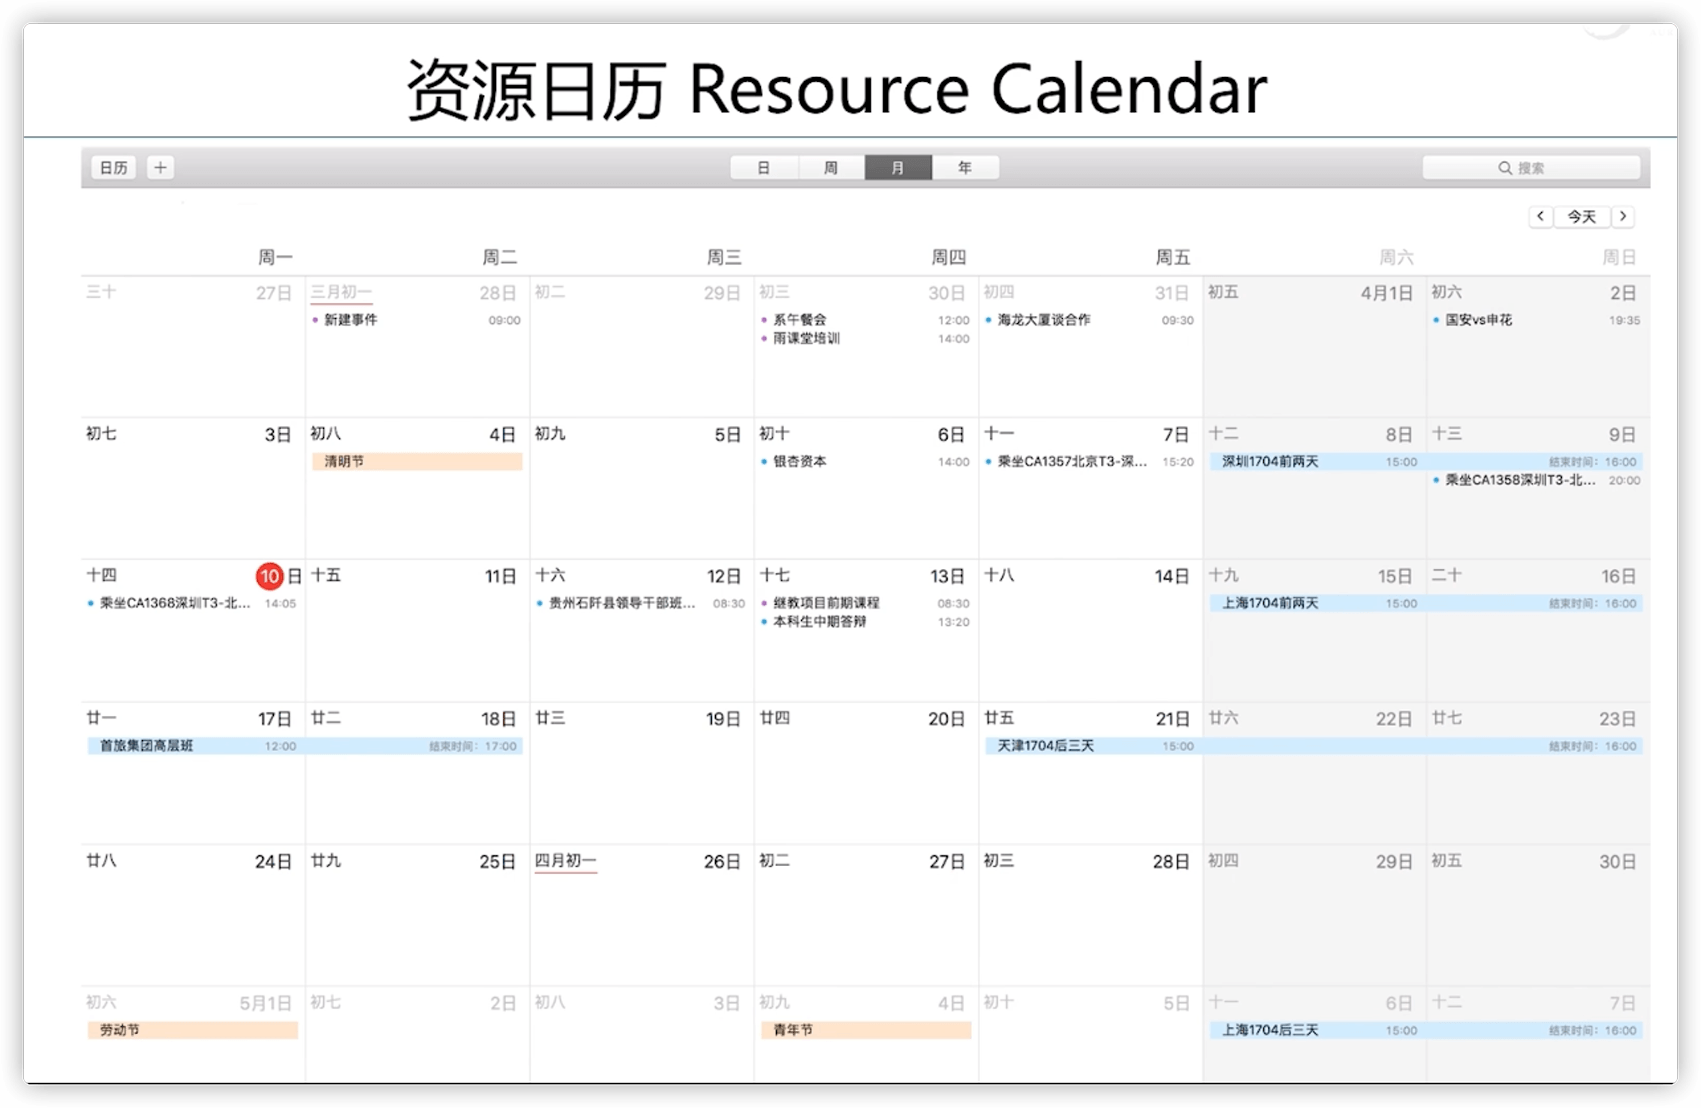 资源日历 Resource Calendar
日历 +
日 周 月 年
搜索
今天
周一 周二 周三 周四 周五 周六 周日
三十 27日 三月初一 28日 初二 29日 初三 30日 初四 31日 初五 4月1日 初六 2日
新建事件 09:00 系午餐会 12:00 海龙大厦谈合作 09:30 国安vs申花 19:35
雨课堂培训 14:00
初七 3日 初八 4日 初九 5日 初十 6日 十一 7日 十二 8日 十三 9日
清明节 银杏资本 14:00 乘坐CA1357北京T3-深... 15:20 深圳1704前两天 15:00 结束时间: 16:00
乘坐CA1358深圳T3-北... 20:00
十四 10日 十五 11日 十六 12日 十七 13日 十八 14日 十九 15日 二十 16日
乘坐CA1368深圳T3-北... 14:05 贵州石阡县领导干部班... 08:30 继教项目前期课程 08:30 上海1704前两天 15:00 结束时间: 16:00
本科生中期答辩 13:20
廿一 17日 廿二 18日 廿三 19日 廿四 20日 廿五 21日 廿六 22日 廿七 23日
首旅集团高层班 12:00 结束时间: 17:00 天津1704后三天 15:00 结束时间: 16:00
廿八 24日 廿九 25日 四月初一 26日 初二 27日 初三 28日 初四 29日 初五 30日
初六 5月1日 初七 2日 初八 3日 初九 4日 初十 5日 十一 6日 十二 7日
劳动节 青年节 上海1704后三天 15:00 结束时间: 16:00